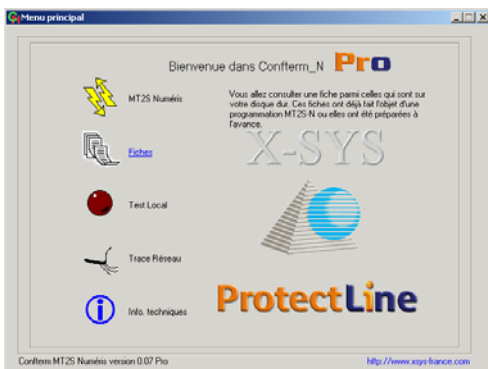 Menu principal
Bienvenue dans Confterm_N Pro
MT2S Numéris
Vous allez consulter une fiche parmi celles qui sont sur
votre disque dur. Ces fiches ont déjà fait l'objet d'une
programmation MT2S-N ou elles ont été préparées à
l'avance.
X-SYS
Fiches
Test Local
Trace Réseau
ProtectLine
Info. techniques
Confterm MT2S Numéris version 0.07 Pro
http://www.xsys-france.com